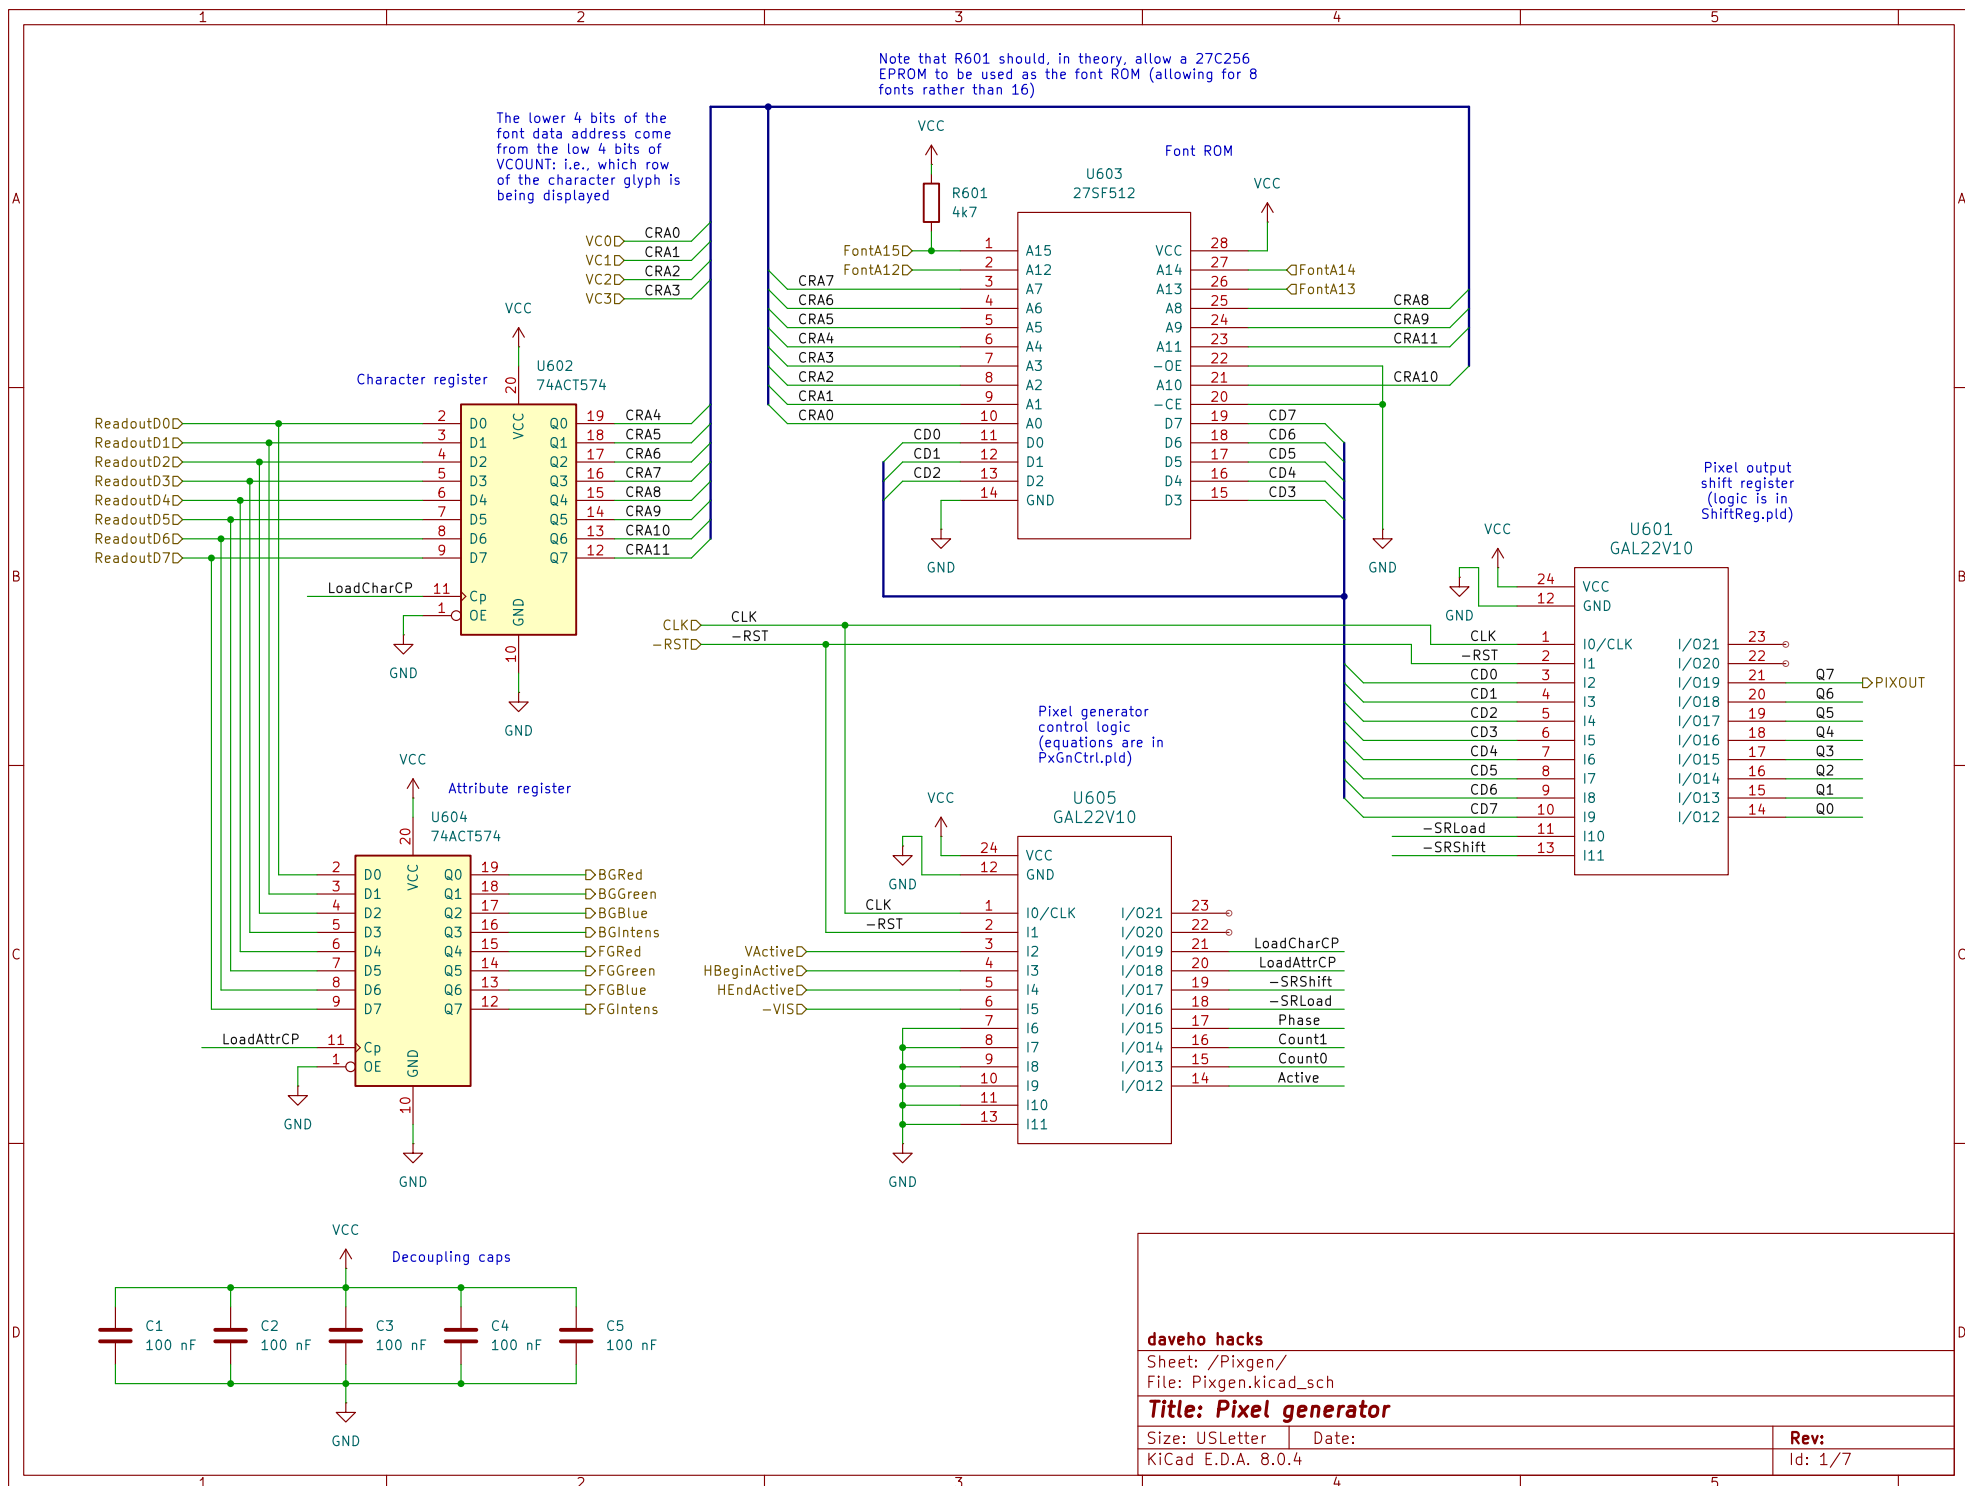 1
2
3
4
5
A
B
C
D
A
B
C
D
1
2
3
4
5
Note that R601 should, in theory, allow a 27C256
EPROM to be used as the font ROM (allowing for 8
fonts rather than 16)
The lower 4 bits of the
font data address come
from the low 4 bits of
VCOUNT: i.e., which row
of the character glyph is
being displayed
VC0 CRA0
VC1 CRA1
VC2 CRA2
VC3 CRA3
VCC
R601
4k7
Font ROM
U603
27SF512
VCC
FontA15 1 A15 VCC 28
FontA12 2 A12 A14 27 FontA14
CRA7 3 A7 A13 26 FontA13
CRA6 4 A6 A8 25 CRA8
CRA5 5 A5 A9 24 CRA9
CRA4 6 A4 A11 23 CRA11
CRA3 7 A3 -OE 22
CRA2 8 A2 A10 21 CRA10
CRA1 9 A1 -CE 20
CRA0 10 A0 D7 19 CD7
CD0 11 D0 D6 18 CD6
CD1 12 D1 D5 17 CD5
CD2 13 D2 D4 16 CD4
14 GND D3 15 CD3
GND
GND
VCC
Character register
U602
74ACT574
20
VCC
ReadoutD0 2 D0 Q0 19 CRA4
ReadoutD1 3 D1 Q1 18 CRA5
ReadoutD2 4 D2 Q2 17 CRA6
ReadoutD3 5 D3 Q3 16 CRA7
ReadoutD4 6 D4 Q4 15 CRA8
ReadoutD5 7 D5 Q5 14 CRA9
ReadoutD6 8 D6 Q6 13 CRA10
ReadoutD7 9 D7 Q7 12 CRA11
LoadCharCP 11 Cp
1 OE
GND
10
GND
GND
CLK CLK
-RST -RST
Pixel output
shift register
(logic is in
ShiftReg.pld)
U601
GAL22V10
VCC
GND
24 VCC
12 GND
CLK 1 I0/CLK I/O21 23
-RST 2 I1 I/O20 22
CD0 3 I2 I/O19 21 Q7 PIXOUT
CD1 4 I3 I/O18 20 Q6
CD2 5 I4 I/O17 19 Q5
CD3 6 I5 I/O16 18 Q4
CD4 7 I6 I/O15 17 Q3
CD5 8 I7 I/O14 16 Q2
CD6 9 I8 I/O13 15 Q1
CD7 10 I9 I/O12 14 Q0
-SRLoad 11 I10
-SRShift 13 I11
VCC
Attribute register
U604
74ACT574
20
VCC
2 D0 Q0 19 BGRed
3 D1 Q1 18 BGGreen
4 D2 Q2 17 BGBlue
5 D3 Q3 16 BGIntens
6 D4 Q4 15 FGRed
7 D5 Q5 14 FGGreen
8 D6 Q6 13 FGBlue
9 D7 Q7 12 FGIntens
LoadAttrCP 11 Cp
1 OE
GND
10
GND
GND
Pixel generator
control logic
(equations are in
PxGnCtrl.pld)
U605
GAL22V10
VCC
GND
24 VCC
12 GND
CLK 1 I0/CLK I/O21 23
-RST 2 I1 I/O20 22
VActive 3 I2 I/O19 21 LoadCharCP
HBeginActive 4 I3 I/O18 20 LoadAttrCP
HEndActive 5 I4 I/O17 19 -SRShift
-VIS 6 I5 I/O16 18 -SRLoad
7 I6 I/O15 17 Phase
8 I7 I/O14 16 Count1
9 I8 I/O13 15 Count0
10 I9 I/O12 14 Active
11 I10
13 I11
GND
VCC
Decoupling caps
C1 C2 C3 C4 C5
100 nF 100 nF 100 nF 100 nF 100 nF
GND
daveho hacks
Sheet: /Pixgen/
File: Pixgen.kicad_sch
Title: Pixel generator
Size: USLetter Date: Rev:
KiCad E.D.A. 8.0.4 Id: 1/7